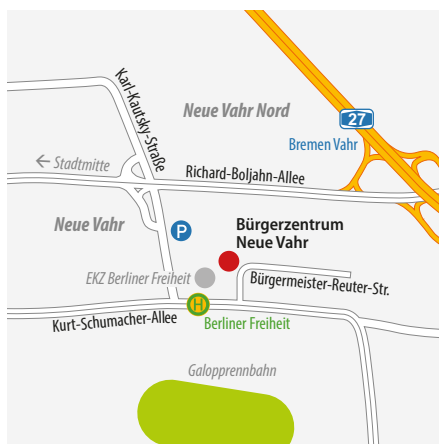 Karl-Kautsky-Straße
Neue Vahr Nord
27
Bremen Vahr
← Stadtmitte
Richard-Boljahn-Allee
Neue Vahr
P
Bürgerzentrum
Neue Vahr
EKZ Berliner Freiheit
Bürgermeister-Reuter-Str.
H
Kurt-Schumacher-Allee
Berliner Freiheit
Galopprennbahn